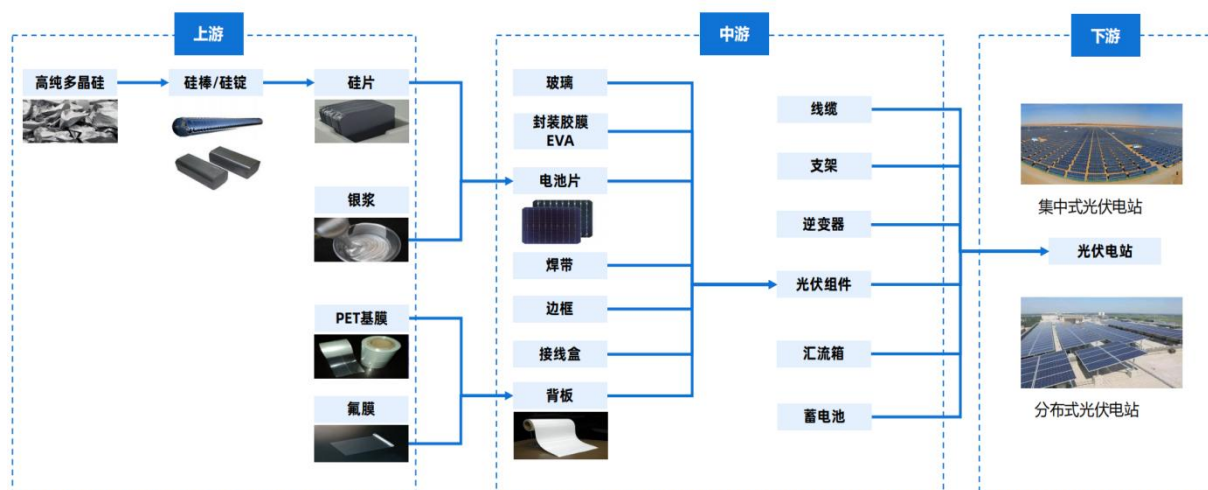 上游
中游
下游
高纯多晶硅
硅棒/硅锭
硅片
银浆
PET基膜
氟膜
玻璃
封装胶膜
EVA
电池片
焊带
边框
接线盒
背板
线缆
支架
逆变器
光伏组件
汇流箱
蓄电池
集中式光伏电站
光伏电站
分布式光伏电站